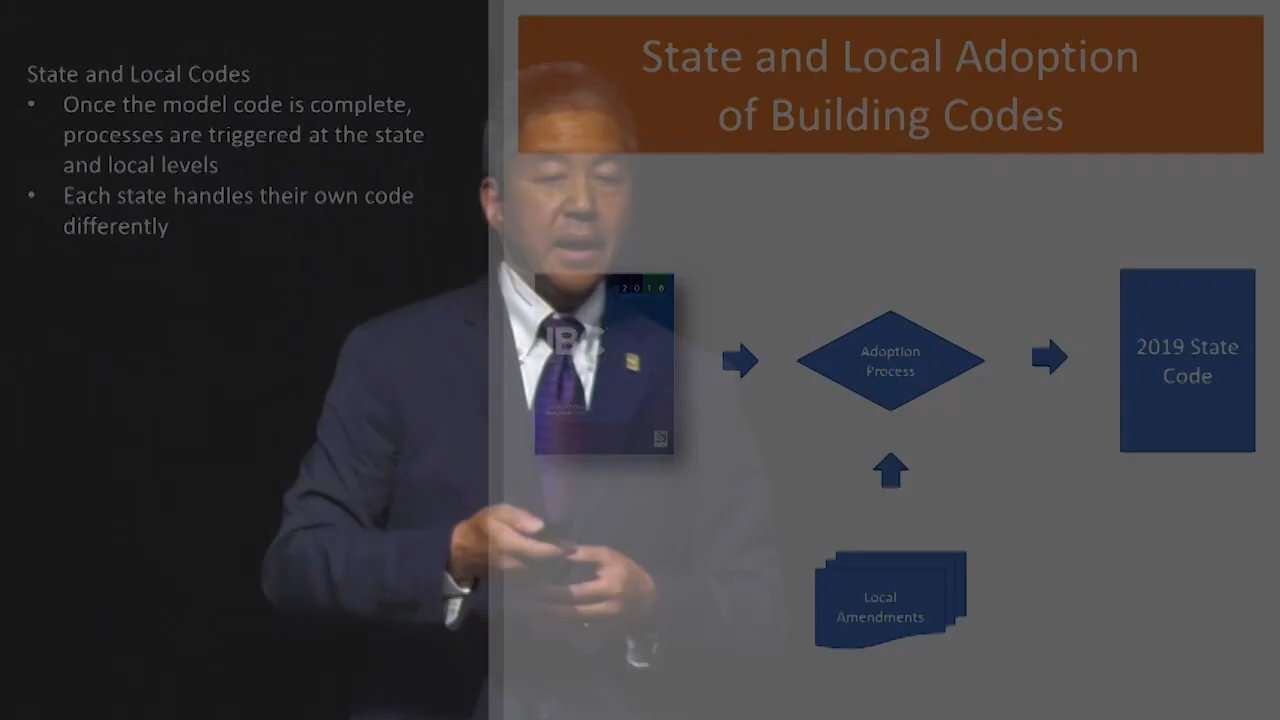 State and Local Codes
• Once the model code is complete,
processes are triggered at the state
and local levels
• Each state handles their own code
differently
State and Local Adoption
of Building Codes
2018
IBC
Adoption
Process
2019 State
Code
Local
Amendments